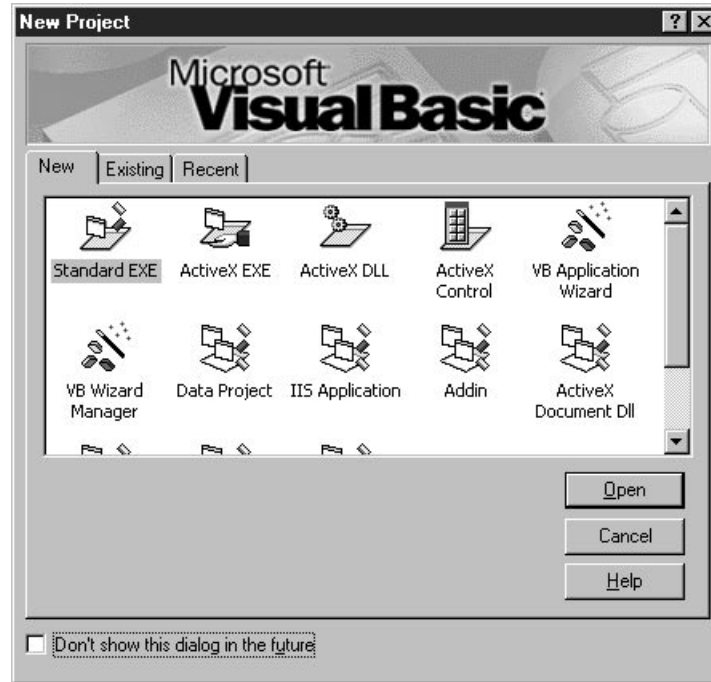 New Project
Microsoft
Visual Basic
New Existing Recent
Standard EXE ActiveX EXE ActiveX DLL ActiveX Control VB Application Wizard
VB Wizard Manager Data Project IIS Application Addin ActiveX Document Dll
Open
Cancel
Help
Don't show this dialog in the future